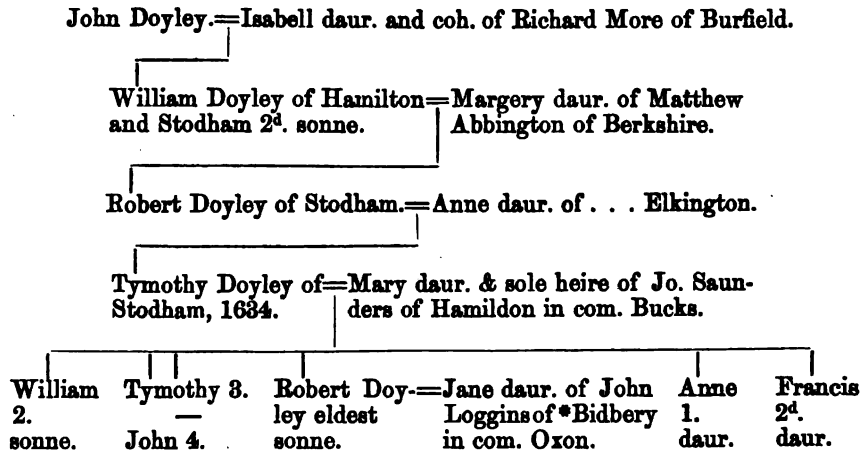 John Doyley.=Isabell daur. and coh. of Richard More of Burfield.
William Doyley of Hamilton=Margery daur. of Matthew
and Stodham 2d. sonne. Abbington of Berkshire.
Robert Doyley of Stodham.=Anne daur. of . . . Elkington.
Tymothy Doyley of=Mary daur. & sole heire of Jo. Saun-
Stodham, 1634. ders of Hamildon in com. Bucks.
William Tymothy 3. Robert Doy-=Jane daur. of John Anne Francis
2. — ley eldest Loggins of *Bidbery 1. 2d.
sonne. John 4. sonne. in com. Oxon. daur. daur.